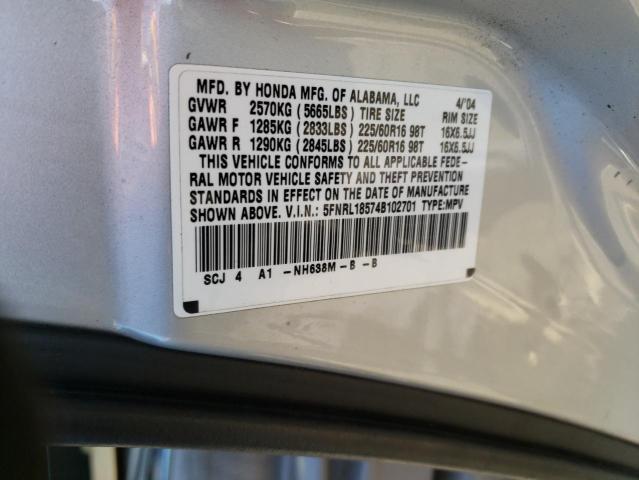 MFD. BY HONDA MFG. OF ALABAMA, LLC 4/'04
GVWR 2570KG (5665LBS) TIRE SIZE RIM SIZE
GAWR F 1285KG (2833LBS) 225/60R16 98T 16X6.5JJ
GAWR R 1290KG (2845LBS) 225/60R16 98T 16X6.5JJ
THIS VEHICLE CONFORMS TO ALL APPLICABLE FEDE-
RAL MOTOR VEHICLE SAFETY AND THEFT PREVENTION
STANDARDS IN EFFECT ON THE DATE OF MANUFACTURE
SHOWN ABOVE. V.I.N.: 5FNRL18574B102701 TYPE:MPV
SCJ 4 A1 -NH638M-B -B